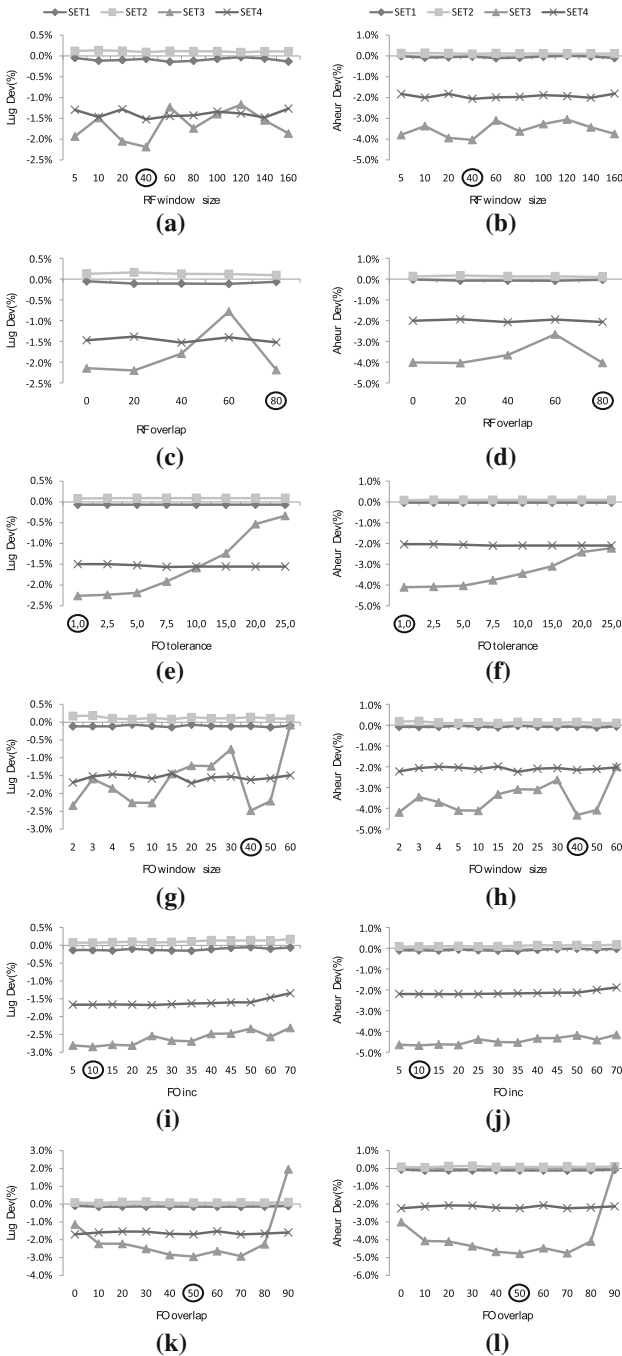 SET1 SET2 SET3 SET4 SET1 SET2 SET3 SET4
0.5%
0.0%
-0.5%
-1.0%
-1.5%
-2.0%
-2.5%
Lug Dev(%)
5 10 20 40 60 80 100 120 140 160
RF window size
(a)
1.0%
0.0%
-1.0%
-2.0%
-3.0%
-4.0%
-5.0%
Aheur Dev(%)
5 10 20 40 60 80 100 120 140 160
RF window size
(b)
0.5%
0.0%
-0.5%
-1.0%
-1.5%
-2.0%
-2.5%
Lug Dev(%)
0 20 40 60 80
RF overlap
(c)
1.0%
0.0%
-1.0%
-2.0%
-3.0%
-4.0%
-5.0%
Aheur Dev(%)
0 20 40 60 80
RF overlap
(d)
0.5%
0.0%
-0.5%
-1.0%
-1.5%
-2.0%
-2.5%
Lug Dev(%)
1,0 2,5 5,0 7,5 10,0 15,0 20,0 25,0
FO tolerance
(e)
1.0%
0.0%
-1.0%
-2.0%
-3.0%
-4.0%
-5.0%
Aheur Dev(%)
1,0 2,5 5,0 7,5 10,0 15,0 20,0 25,0
FO tolerance
(f)
0.5%
0.0%
-0.5%
-1.0%
-1.5%
-2.0%
-2.5%
-3.0%
Lug Dev(%)
2 3 4 5 10 15 20 25 30 40 50 60
FO window size
(g)
1.0%
0.0%
-1.0%
-2.0%
-3.0%
-4.0%
-5.0%
Aheur Dev(%)
2 3 4 5 10 15 20 25 30 40 50 60
FO window size
(h)
0.5%
0.0%
-0.5%
-1.0%
-1.5%
-2.0%
-2.5%
-3.0%
Lug Dev(%)
5 10 15 20 25 30 35 40 45 50 60 70
FO inc
(i)
1.0%
0.0%
-1.0%
-2.0%
-3.0%
-4.0%
-5.0%
Aheur Dev(%)
5 10 15 20 25 30 35 40 45 50 60 70
FO inc
(j)
3.0%
2.0%
1.0%
0.0%
-1.0%
-2.0%
-3.0%
-4.0%
Lug Dev(%)
0 10 20 30 40 50 60 70 80 90
FO overlap
(k)
1.0%
0.0%
-1.0%
-2.0%
-3.0%
-4.0%
-5.0%
-6.0%
Aheur Dev(%)
0 10 20 30 40 50 60 70 80 90
FO overlap
(l)